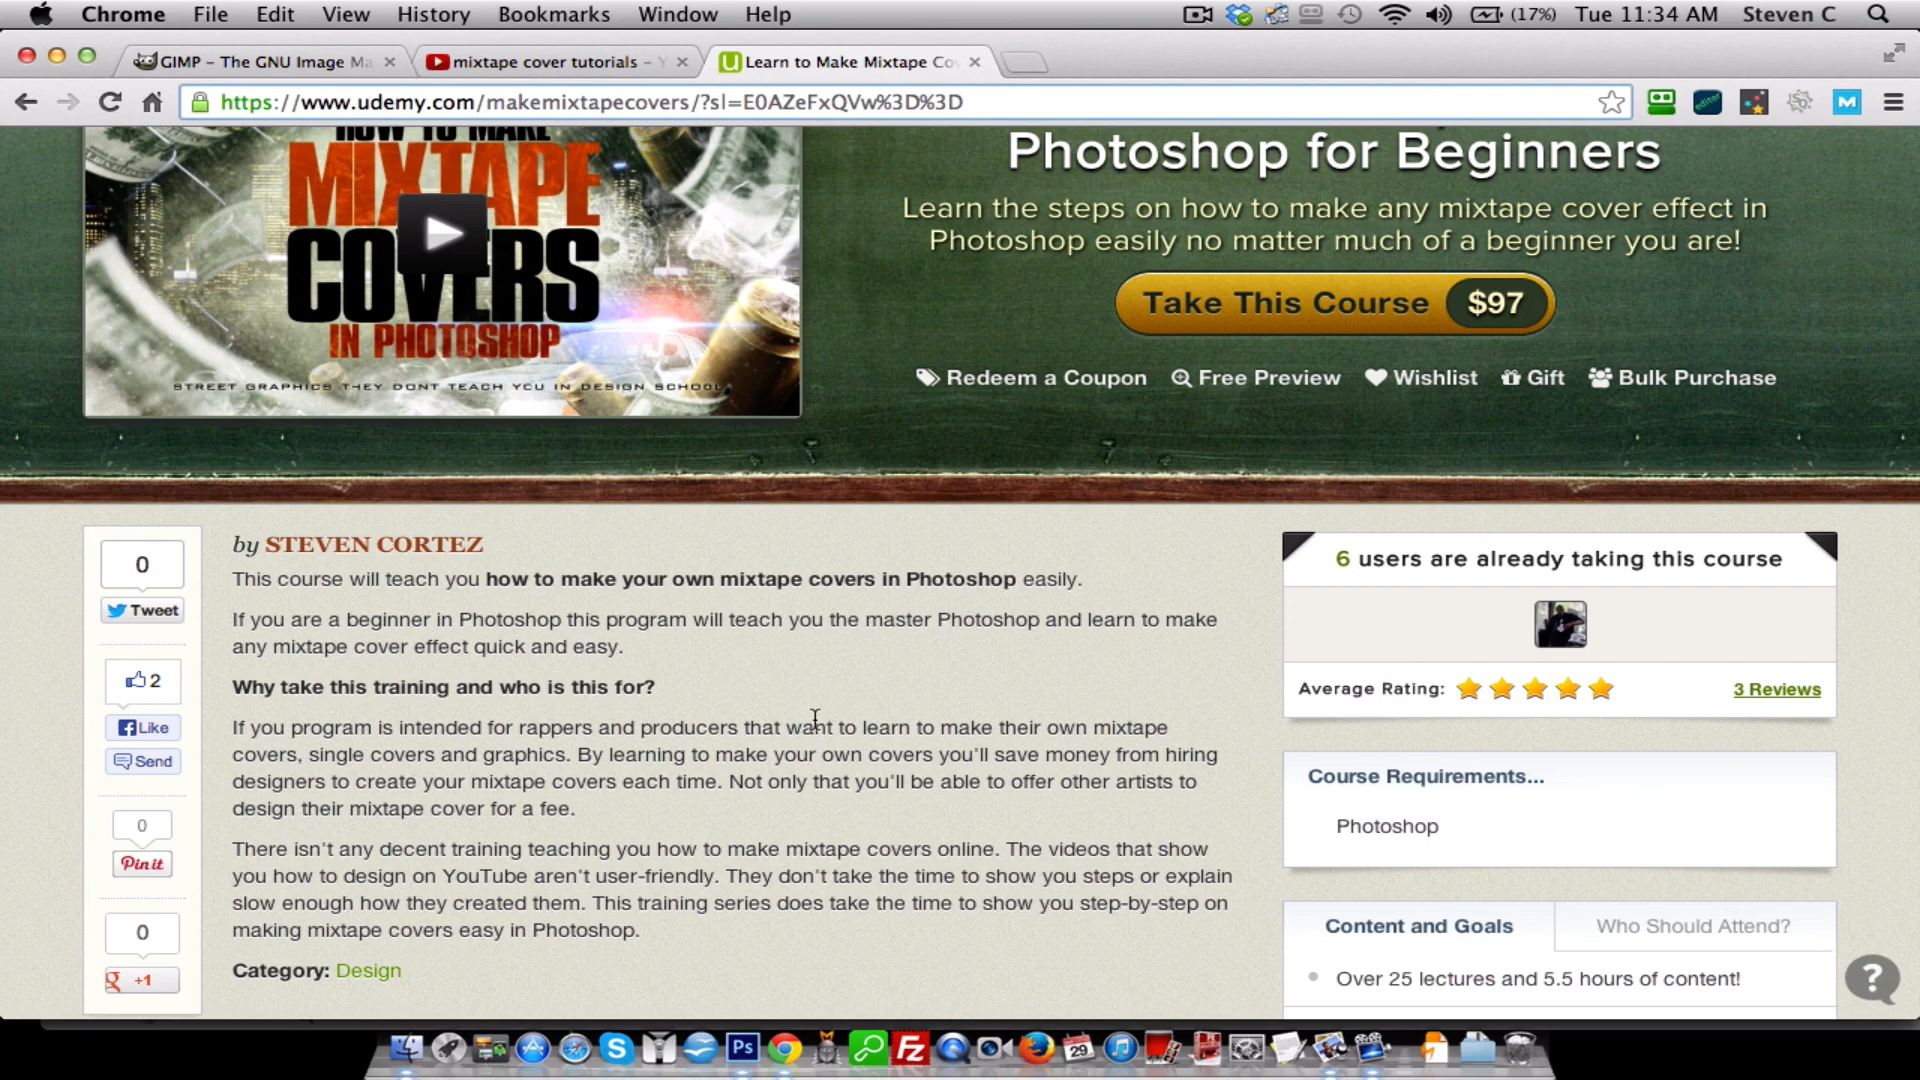 Chrome File Edit View History Bookmarks Window Help (17%) Tue 11:34 AM Steven C
GIMP - The GNU Image Ma
mixtape cover tutorials - Y
Learn to Make Mixtape Cov
https://www.udemy.com/makemixtapecovers/?sl=E0AZeFxQVw%3D%3D
editor
SEO
M
HOW TO MAKE
MIXTAPE
COVERS
IN PHOTOSHOP
STREET GRAPHICS THEY DONT TEACH YOU IN DESIGN SCHOOL
Photoshop for Beginners
Learn the steps on how to make any mixtape cover effect in
Photoshop easily no matter much of a beginner you are!
Take This Course $97
Redeem a Coupon Free Preview Wishlist Gift Bulk Purchase
0
Tweet
2
Like
Send
0
Pin it
0
g +1
by STEVEN CORTEZ
This course will teach you how to make your own mixtape covers in Photoshop easily.
If you are a beginner in Photoshop this program will teach you the master Photoshop and learn to make
any mixtape cover effect quick and easy.
Why take this training and who is this for?
If you program is intended for rappers and producers that want to learn to make their own mixtape
covers, single covers and graphics. By learning to make your own covers you'll save money from hiring
designers to create your mixtape covers each time. Not only that you'll be able to offer other artists to
design their mixtape cover for a fee.
There isn't any decent training teaching you how to make mixtape covers online. The videos that show
you how to design on YouTube aren't user-friendly. They don't take the time to show you steps or explain
slow enough how they created them. This training series does take the time to show you step-by-step on
making mixtape covers easy in Photoshop.
Category: Design
6 users are already taking this course
Average Rating: 3 Reviews
Course Requirements...
Photoshop
Content and Goals Who Should Attend?
Over 25 lectures and 5.5 hours of content!
?
S Ps Fz 29